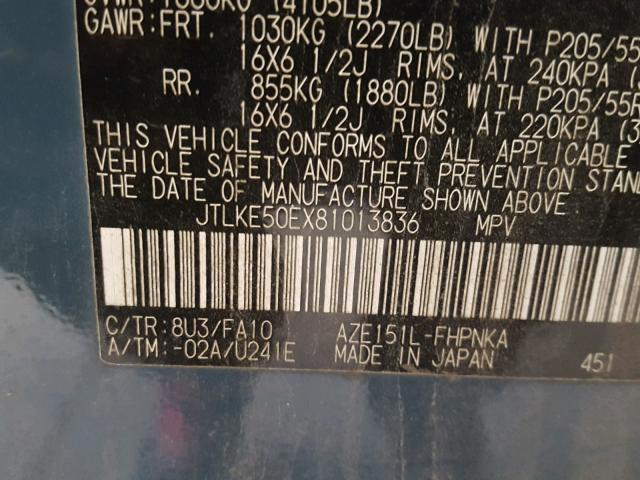 (4105LB)
GAWR:FRT. 1030KG (2270LB) WITH P205/55
16X6 1/2J RIMS, AT 240KPA
RR. 855KG (1880LB) WITH P205/55
16X6 1/2J RIMS, AT 220KPA
THIS VEHICLE CONFORMS TO ALL APPLICABLE
VEHICLE SAFETY AND THEFT PREVENTION STAN
THE DATE OF MANUFACTURE SHOWN ABOVE.
JTLKE50EX81013836 MPV
C/TR:8U3/FA10 AZE151L-FHPNKA
A/TM:-02A/U241E MADE IN JAPAN 451